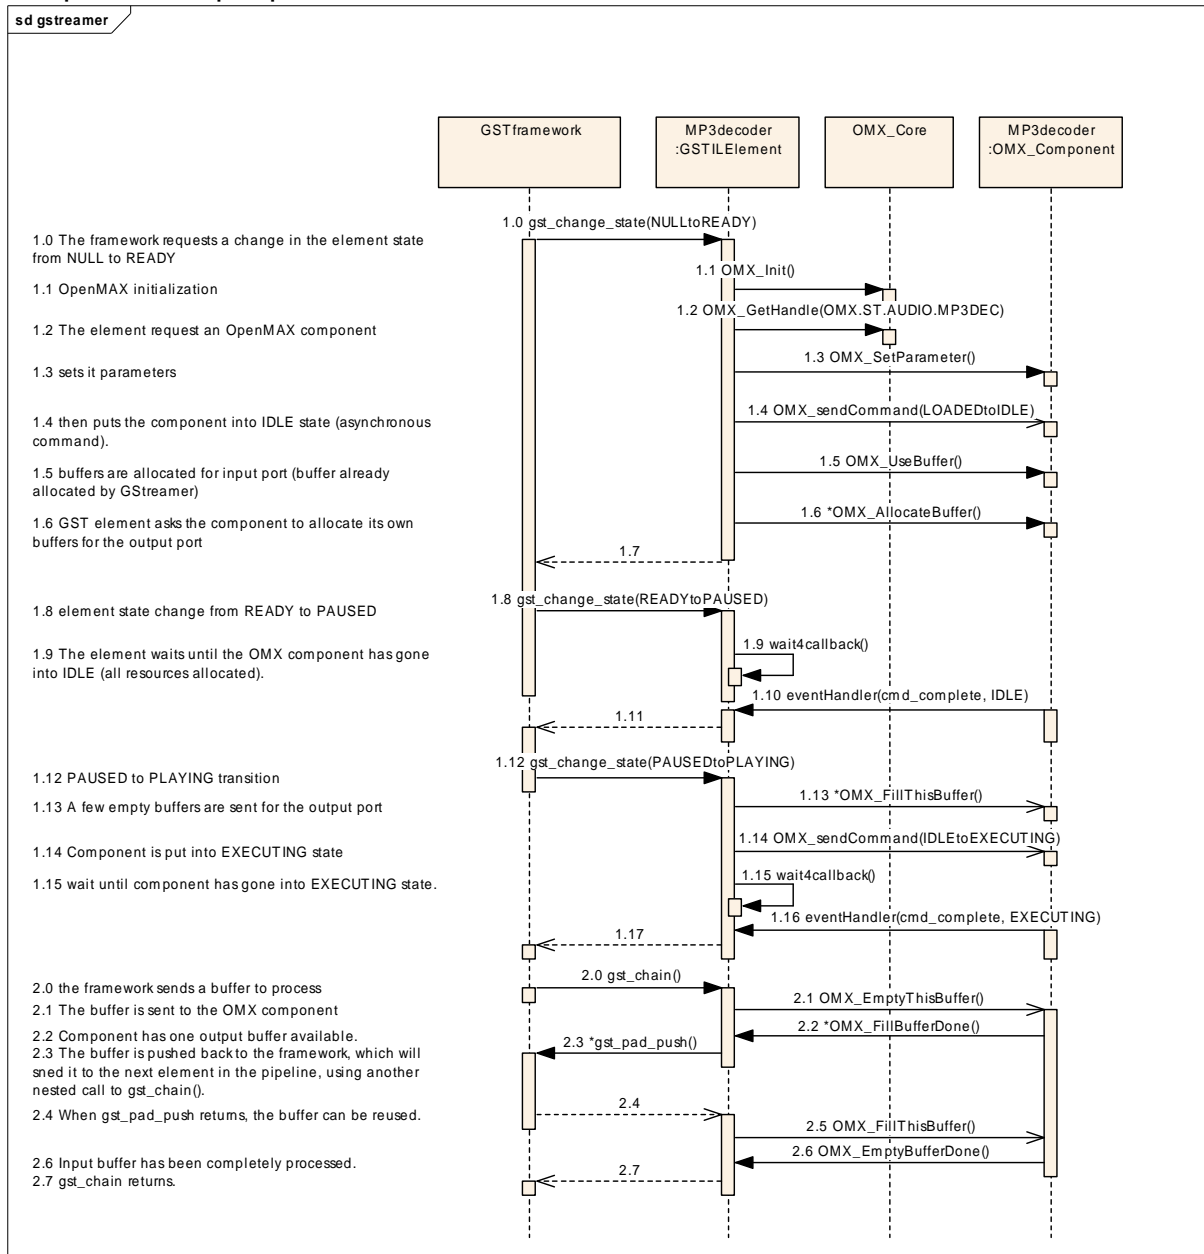 sd gstreamer
GSTframework
MP3decoder
:GSTILElement
OMX_Core
MP3decoder
:OMX_Component
1.0 gst_change_state(NULLtoREADY)
1.0 The framework requests a change in the element state
from NULL to READY
1.1 OMX_Init()
1.1 OpenMAX initialization
1.2 OMX_GetHandle(OMX.ST.AUDIO.MP3DEC)
1.2 The element request an OpenMAX component
1.3 OMX_SetParameter()
1.3 sets it parameters
1.4 OMX_sendCommand(LOADEDtoIDLE)
1.4 then puts the component into IDLE state (asynchronous
command).
1.5 OMX_UseBuffer()
1.5 buffers are allocated for input port (buffer already
allocated by GStreamer)
1.6 *OMX_AllocateBuffer()
1.6 GST element asks the component to allocate its own
buffers for the output port
1.7
1.8 gst_change_state(READYtoPAUSED)
1.8 element state change from READY to PAUSED
1.9 wait4callback()
1.9 The element waits until the OMX component has gone
into IDLE (all resources allocated).
1.10 eventHandler(cmd_complete, IDLE)
1.11
1.12 gst_change_state(PAUSEDtoPLAYING)
1.12 PAUSED to PLAYING transition
1.13 *OMX_FillThisBuffer()
1.13 A few empty buffers are sent for the output port
1.14 OMX_sendCommand(IDLEtoEXECUTING)
1.14 Component is put into EXECUTING state
1.15 wait4callback()
1.15 wait until component has gone into EXECUTING state.
1.16 eventHandler(cmd_complete, EXECUTING)
1.17
2.0 gst_chain()
2.0 the framework sends a buffer to process
2.1 OMX_EmptyThisBuffer()
2.1 The buffer is sent to the OMX component
2.2 *OMX_FillBufferDone()
2.2 Component has one output buffer available.
2.3 *gst_pad_push()
2.3 The buffer is pushed back to the framework, which will
sned it to the next element in the pipeline, using another
nested call to gst_chain().
2.4
2.4 When gst_pad_push returns, the buffer can be reused.
2.5 OMX_FillThisBuffer()
2.6 OMX_EmptyBufferDone()
2.6 Input buffer has been completely processed.
2.7
2.7 gst_chain returns.